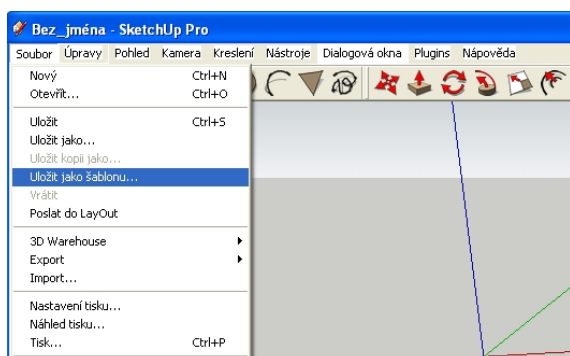 Bez_jména - SketchUp Pro
Soubor Úpravy Pohled Kamera Kreslení Nástroje Dialogová okna Plugins Nápověda
Nový Ctrl+N
Otevřít... Ctrl+O
Uložit Ctrl+S
Uložit jako...
Uložit kopii jako...
Uložit jako šablonu...
Vrátit
Poslat do LayOut
3D Warehouse
Export
Import...
Nastavení tisku...
Náhled tisku...
Tisk... Ctrl+P